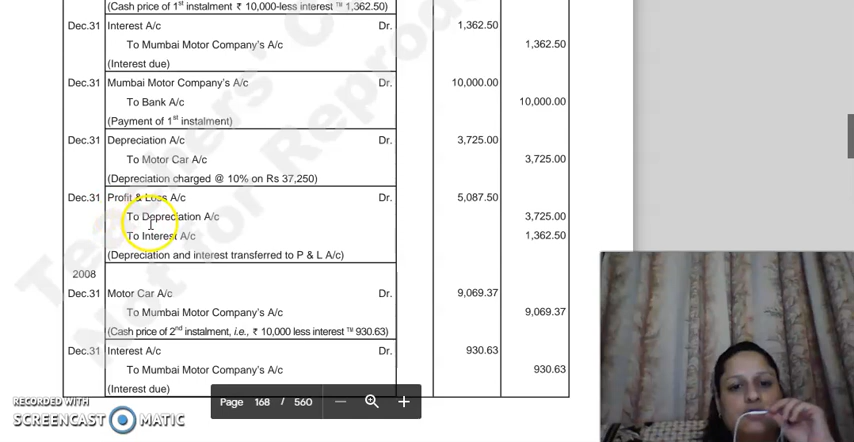 (Cash price of 1st instalment ₹ 10,000-less interest ™ 1,362.50)
Dec.31 Interest A/c Dr. 1,362.50
To Mumbai Motor Company's A/c 1,362.50
(Interest due)
Dec.31 Mumbai Motor Company's A/c Dr. 10,000.00
To Bank A/c 10,000.00
(Payment of 1st instalment)
Dec.31 Depreciation A/c Dr. 3,725.00
To Motor Car A/c 3,725.00
(Depreciation charged @ 10% on Rs 37,250)
Dec.31 Profit & Loss A/c Dr. 5,087.50
To Depreciation A/c 3,725.00
To Interest A/c 1,362.50
(Depreciation and interest transferred to P & L A/c)
2008
Dec.31 Motor Car A/c Dr. 9,069.37
To Mumbai Motor Company's A/c 9,069.37
(Cash price of 2nd instalment, i.e., ₹ 10,000 less interest ™ 930.63)
Dec.31 Interest A/c Dr. 930.63
To Mumbai Motor Company's A/c 930.63
(Interest due)
Page 168 / 560
RECORDED WITH
SCREENCAST MATIC